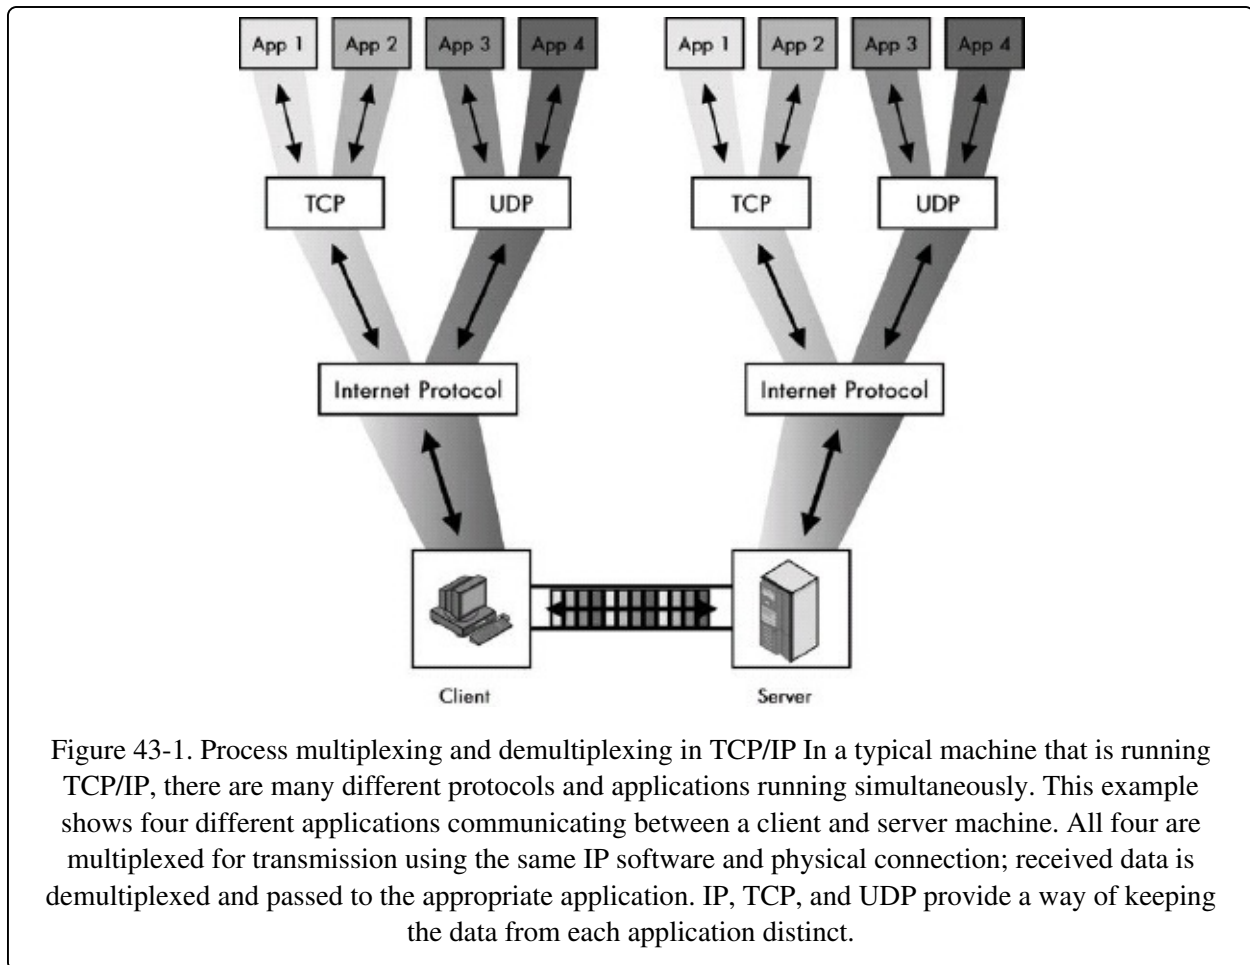 App 1 App 2 App 3 App 4 App 1 App 2 App 3 App 4
TCP UDP TCP UDP
Internet Protocol Internet Protocol
Client Server
Figure 43-1. Process multiplexing and demultiplexing in TCP/IP In a typical machine that is running
TCP/IP, there are many different protocols and applications running simultaneously. This example
shows four different applications communicating between a client and server machine. All four are
multiplexed for transmission using the same IP software and physical connection; received data is
demultiplexed and passed to the appropriate application. IP, TCP, and UDP provide a way of keeping
the data from each application distinct.